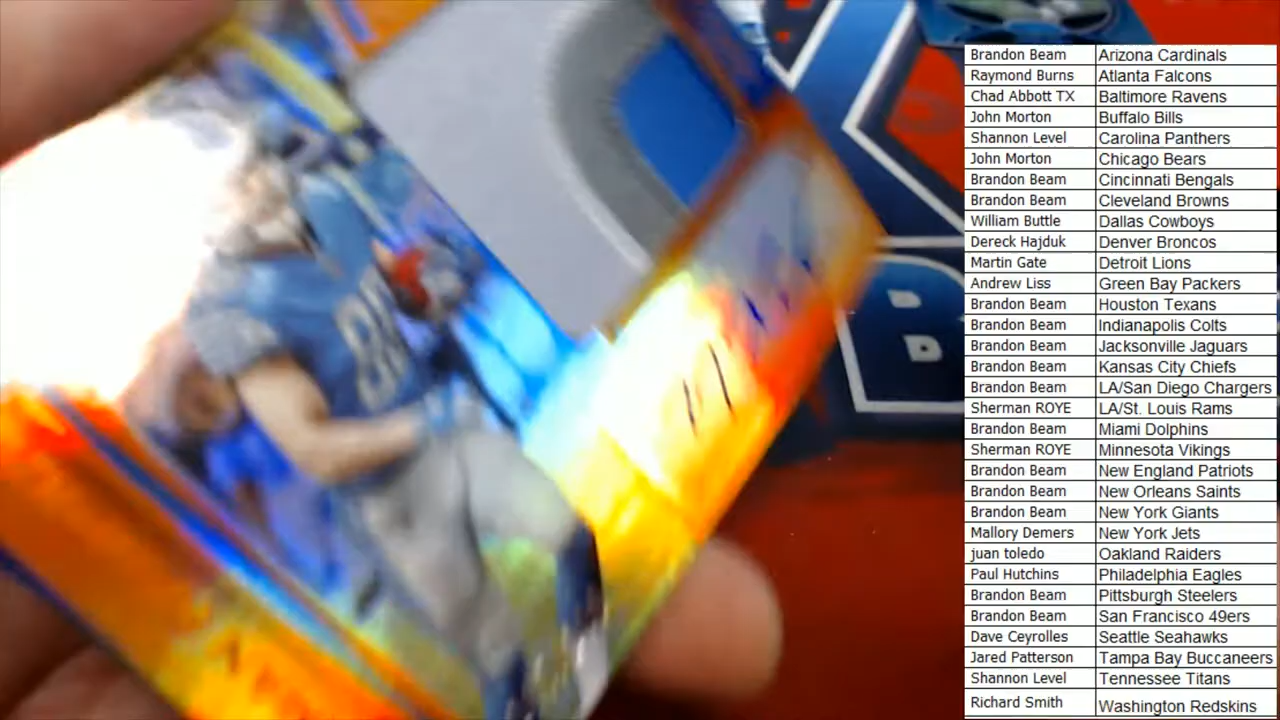 Brandon Beam Arizona Cardinals
Raymond Burns Atlanta Falcons
Chad Abbott TX Baltimore Ravens
John Morton Buffalo Bills
Shannon Level Carolina Panthers
John Morton Chicago Bears
Brandon Beam Cincinnati Bengals
Brandon Beam Cleveland Browns
William Buttle Dallas Cowboys
Dereck Hajduk Denver Broncos
Martin Gate Detroit Lions
Andrew Liss Green Bay Packers
Brandon Beam Houston Texans
Brandon Beam Indianapolis Colts
Brandon Beam Jacksonville Jaguars
Brandon Beam Kansas City Chiefs
Brandon Beam LA/San Diego Chargers
Sherman ROYE LA/St. Louis Rams
Brandon Beam Miami Dolphins
Sherman ROYE Minnesota Vikings
Brandon Beam New England Patriots
Brandon Beam New Orleans Saints
Brandon Beam New York Giants
Mallory Demers New York Jets
juan toledo Oakland Raiders
Paul Hutchins Philadelphia Eagles
Brandon Beam Pittsburgh Steelers
Brandon Beam San Francisco 49ers
Dave Ceyrolles Seattle Seahawks
Jared Patterson Tampa Bay Buccaneers
Shannon Level Tennessee Titans
Richard Smith Washington Redskins